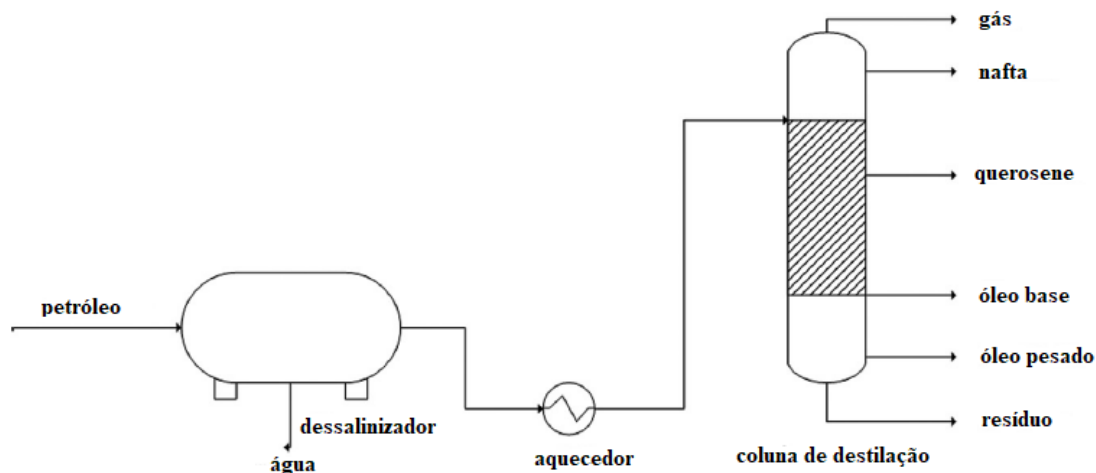 gás
nafta
querosene
petróleo
óleo base
óleo pesado
dessalinizador
resíduo
água
aquecedor
coluna de destilação